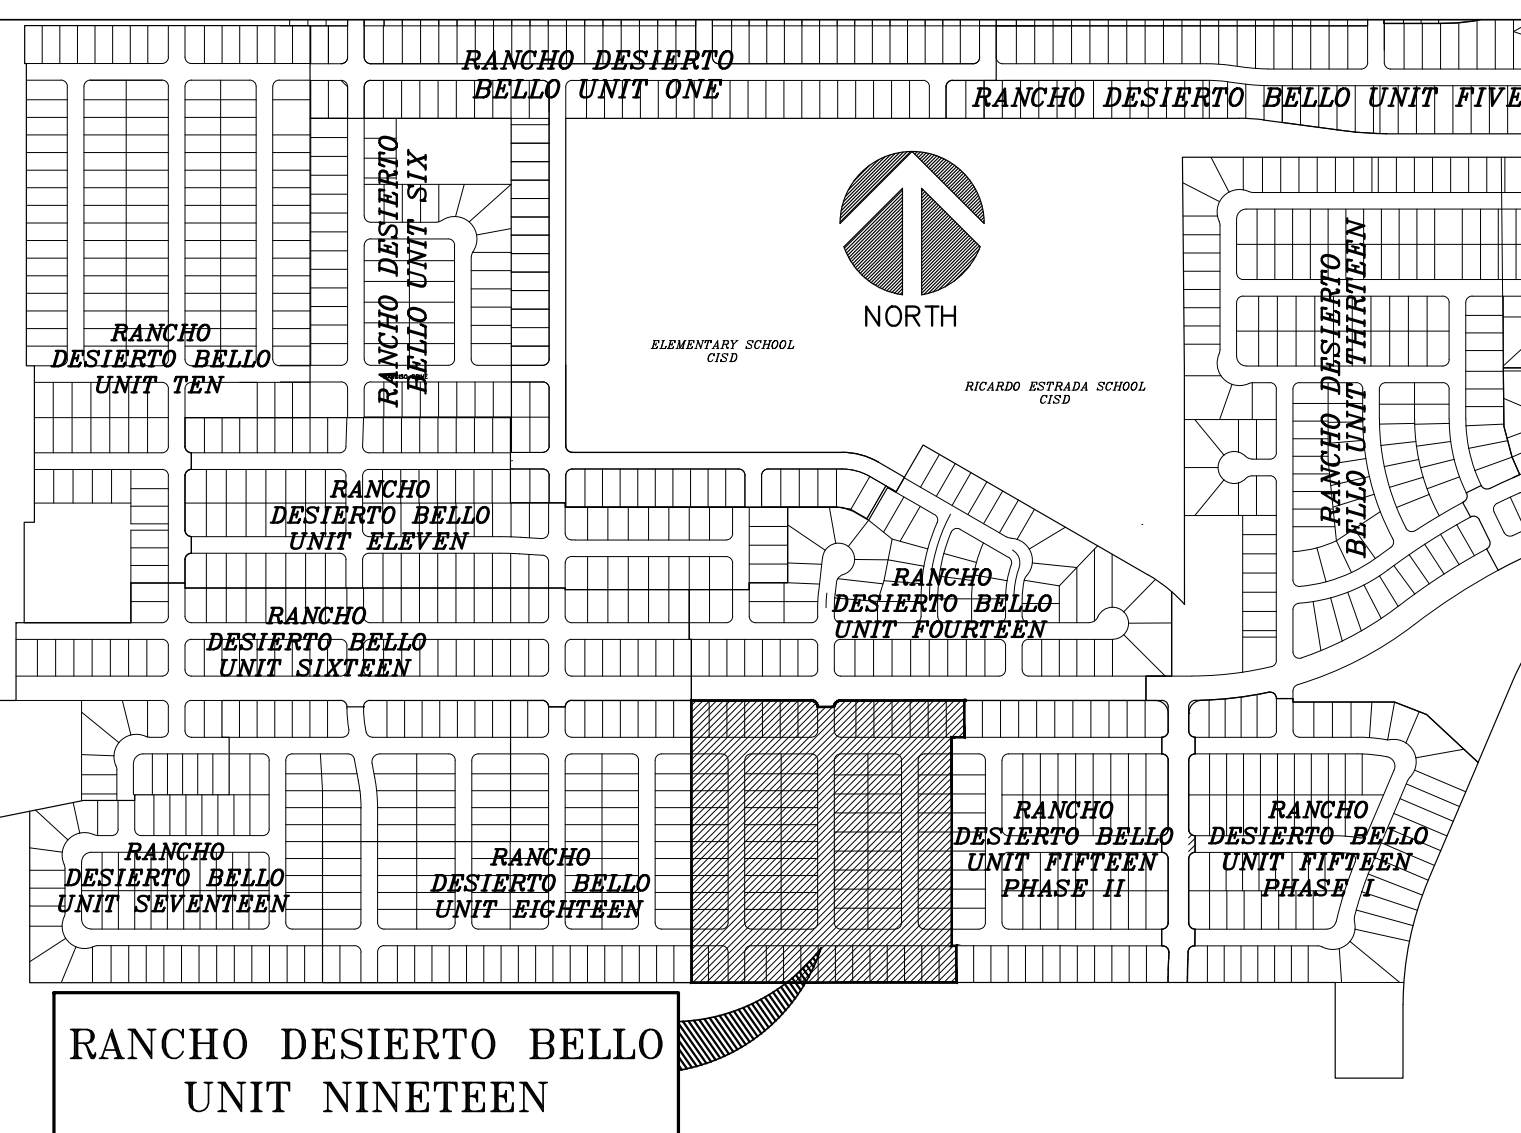 RANCHO DESIERTO
BELLO UNIT ONE
RANCHO DESIERTO BELLO UNIT FIVE
RANCHO DESIERTO
BELLO UNIT SIX
NORTH
RANCHO DESIERTO
BELLO UNIT THIRTEEN
RANCHO
DESIERTO BELLO
UNIT TEN
ELEMENTARY SCHOOL
CISD
RICARDO ESTRADA SCHOOL
CISD
RANCHO
DESIERTO BELLO
UNIT ELEVEN
RANCHO
DESIERTO BELLO
UNIT FOURTEEN
RANCHO
DESIERTO BELLO
UNIT SIXTEEN
RANCHO
DESIERTO BELLO
UNIT SEVENTEEN
RANCHO
DESIERTO BELLO
UNIT EIGHTEEN
RANCHO
DESIERTO BELLO
UNIT FIFTEEN
PHASE II
RANCHO
DESIERTO BELLO
UNIT FIFTEEN
PHASE I
RANCHO DESIERTO BELLO
UNIT NINETEEN